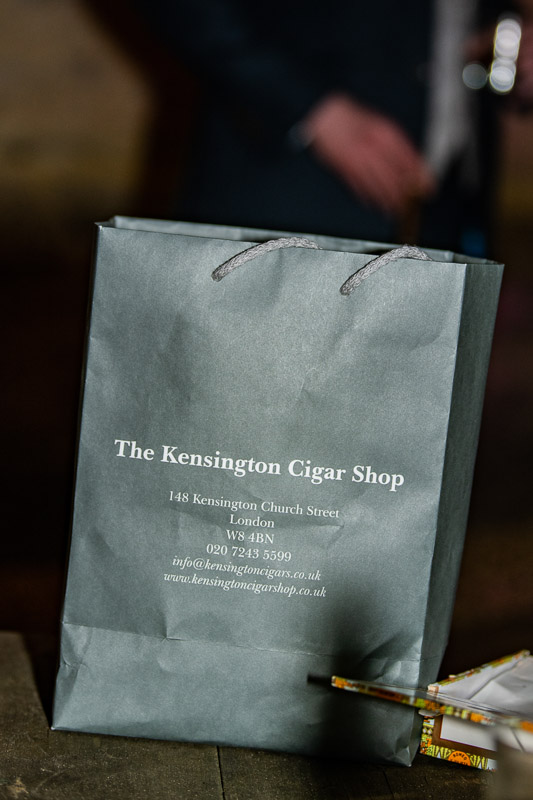 The Kensington Cigar Shop
148 Kensington Church Street
London
W8 4BN
020 7243 5599
info@kensingtoncigars.co.uk
www.kensingtoncigarshop.co.uk